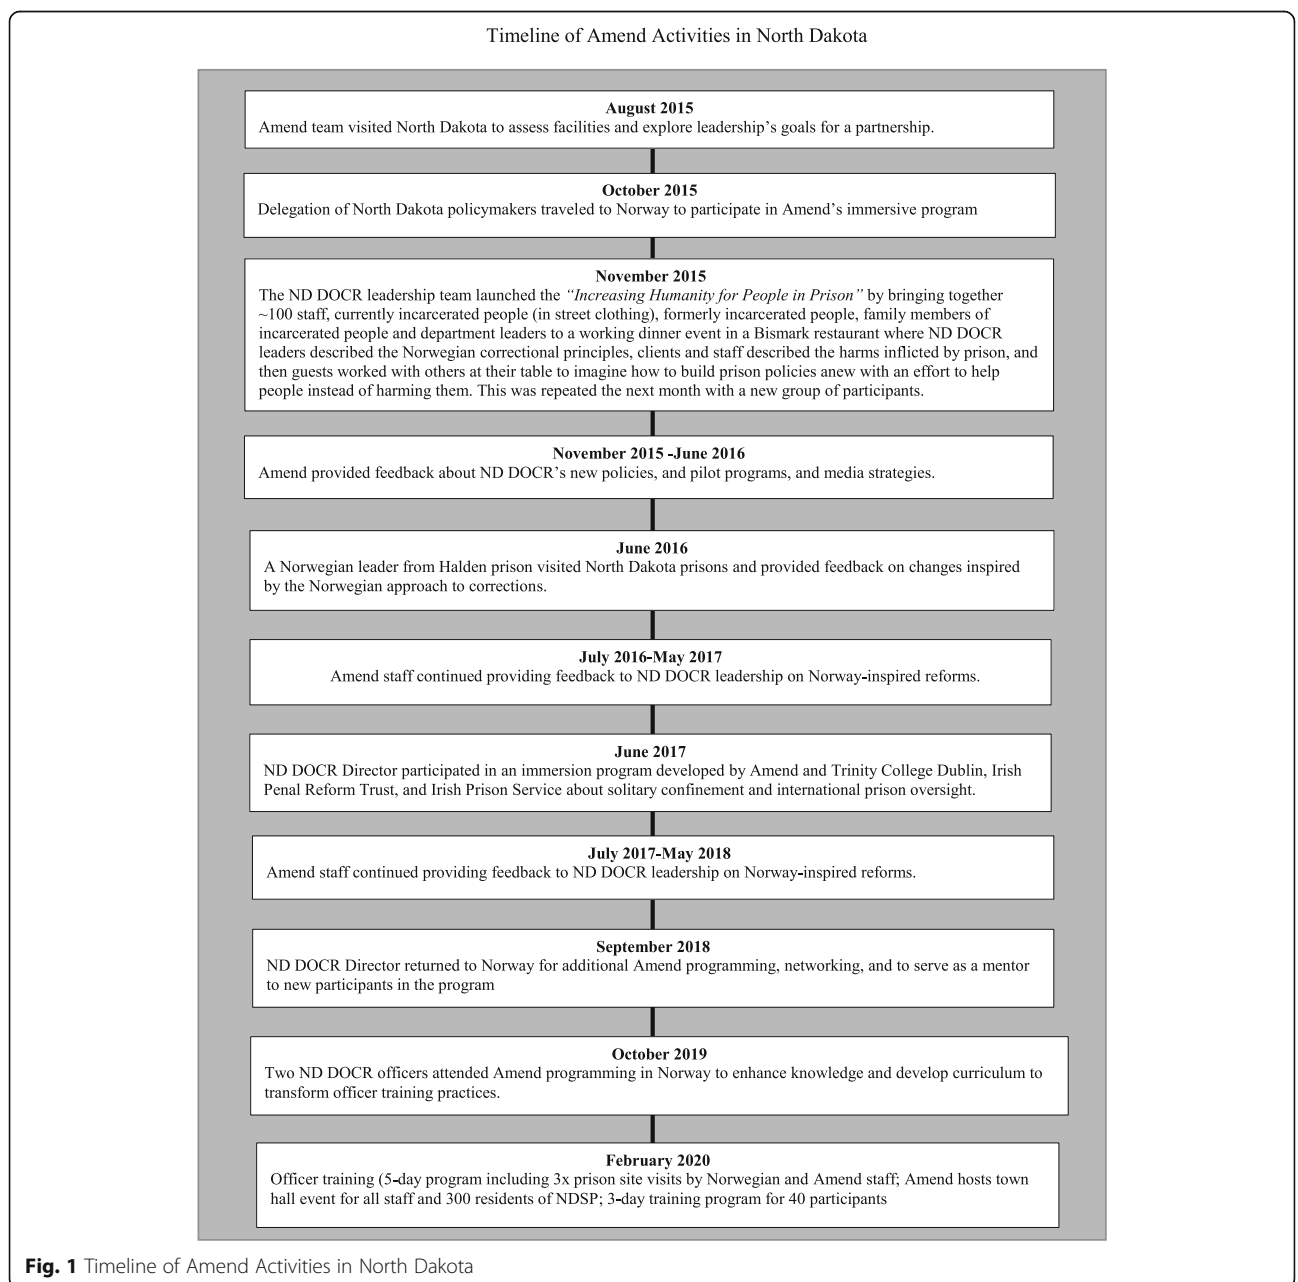 Timeline of Amend Activities in North Dakota
August 2015
Amend team visited North Dakota to assess facilities and explore leadership's goals for a partnership.
October 2015
Delegation of North Dakota policymakers traveled to Norway to participate in Amend's immersive program
November 2015
The ND DOCR leadership team launched the "Increasing Humanity for People in Prison" by bringing together
~100 staff, currently incarcerated people (in street clothing), formerly incarcerated people, family members of
incarcerated people and department leaders to a working dinner event in a Bismark restaurant where ND DOCR
leaders described the Norwegian correctional principles, clients and staff described the harms inflicted by prison, and
then guests worked with others at their table to imagine how to build prison policies anew with an effort to help
people instead of harming them. This was repeated the next month with a new group of participants.
November 2015 -June 2016
Amend provided feedback about ND DOCR's new policies, and pilot programs, and media strategies.
June 2016
A Norwegian leader from Halden prison visited North Dakota prisons and provided feedback on changes inspired
by the Norwegian approach to corrections.
July 2016-May 2017
Amend staff continued providing feedback to ND DOCR leadership on Norway-inspired reforms.
June 2017
ND DOCR Director participated in an immersion program developed by Amend and Trinity College Dublin, Irish
Penal Reform Trust, and Irish Prison Service about solitary confinement and international prison oversight.
July 2017-May 2018
Amend staff continued providing feedback to ND DOCR leadership on Norway-inspired reforms.
September 2018
ND DOCR Director returned to Norway for additional Amend programming, networking, and to serve as a mentor
to new participants in the program
October 2019
Two ND DOCR officers attended Amend programming in Norway to enhance knowledge and develop curriculum to
transform officer training practices.
February 2020
Officer training (5-day program including 3x prison site visits by Norwegian and Amend staff; Amend hosts town
hall event for all staff and 300 residents of NDSP; 3-day training program for 40 participants
Fig. 1 Timeline of Amend Activities in North Dakota